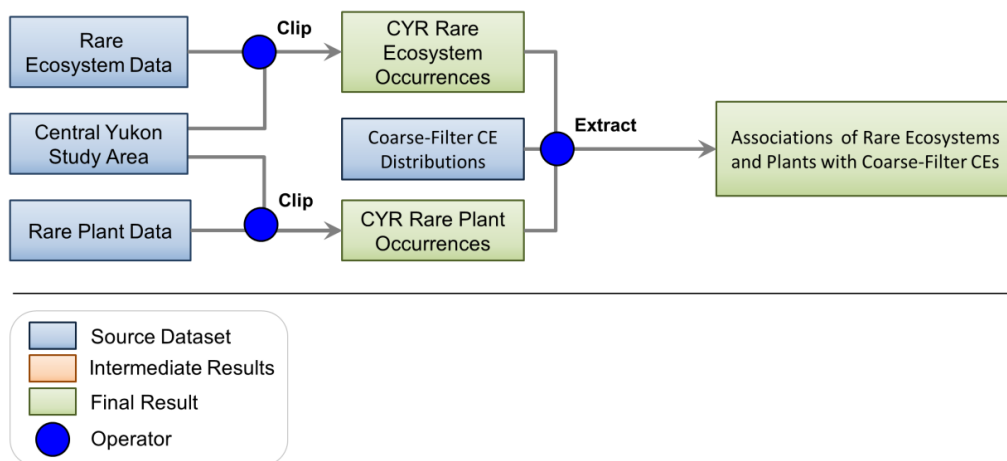 Rare
Ecosystem Data
Clip
CYR Rare
Ecosystem
Occurrences
Central Yukon
Study Area
Coarse-Filter CE
Distributions
Extract
Associations of Rare Ecosystems
and Plants with Coarse-Filter CEs
Clip
Rare Plant Data
CYR Rare Plant
Occurrences
Source Dataset
Intermediate Results
Final Result
Operator